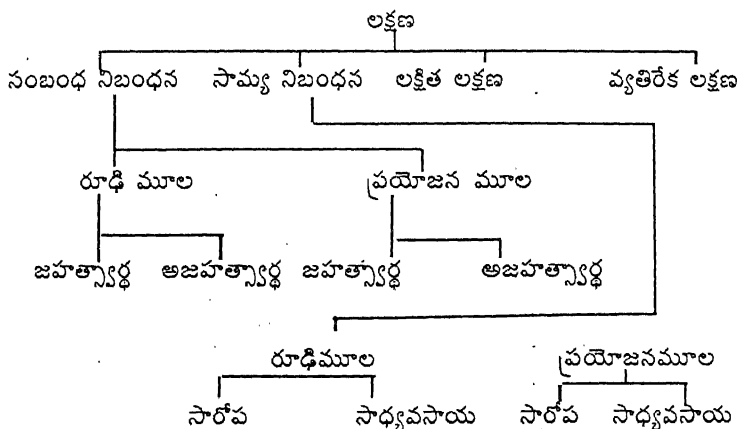 లక్షణ
సంబంధ నిబంధన సామ్య నిబంధన లక్షిత లక్షణ వ్యతిరేక లక్షణ
రూఢి మూల ప్రయోజన మూల
జహత్స్వార్థ అజహత్స్వార్థ జహత్స్వార్థ అజహత్స్వార్థ
రూఢిమూల ప్రయోజనమూల
సారోప సాధ్యవసాయ సారోప సాధ్యవసాయ